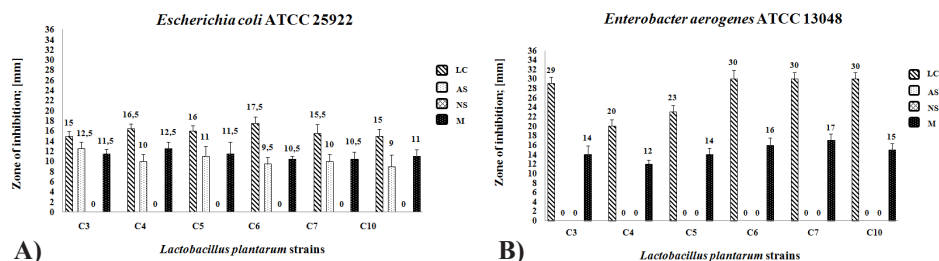 Escherichia coli ATCC 25922
Zone of inhibition; [mm]
36
34
32
30
28
26
24
22
20
18
16
14
12
10
8
6
4
2
0
15 12,5 0 11,5
16,5 10 0 12,5
16 11 0 11,5
17,5 9,5 0 10,5
15,5 10 0 10,5
15 9 0 11
C3 C4 C5 C6 C7 C10
Lactobacillus plantarum strains
LC
AS
NS
M
A)
Enterobacter aerogenes ATCC 13048
Zone of inhibition; [mm]
36
34
32
30
28
26
24
22
20
18
16
14
12
10
8
6
4
2
0
29 0 0 14
20 0 0 12
23 0 0 14
30 0 0 16
30 0 0 17
30 0 0 15
C3 C4 C5 C6 C7 C10
Lactobacillus plantarum strains
LC
AS
NS
M
B)